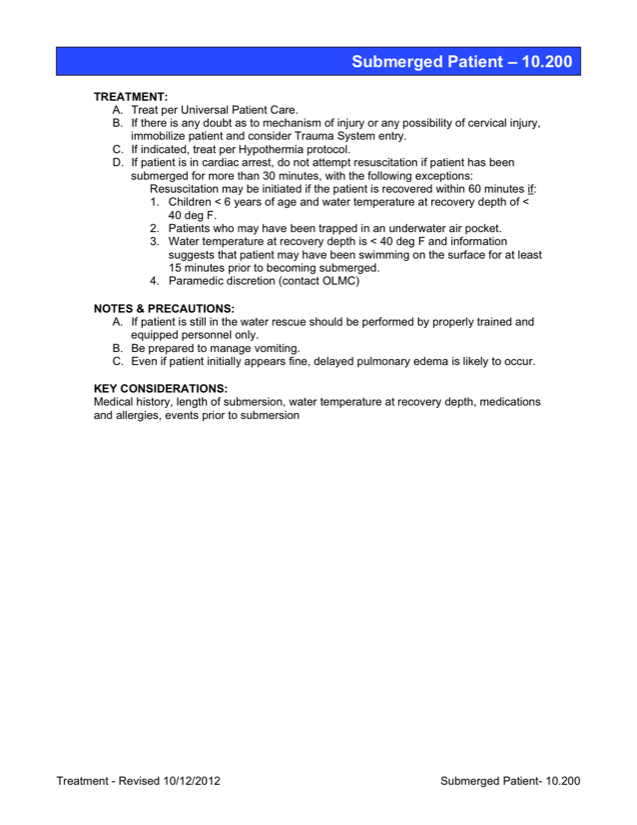 Submerged Patient – 10.200
TREATMENT:
A. Treat per Universal Patient Care.
B. If there is any doubt as to mechanism of injury or any possibility of cervical injury,
immobilize patient and consider Trauma System entry.
C. If indicated, treat per Hypothermia protocol.
D. If patient is in cardiac arrest, do not attempt resuscitation if patient has been
submerged for more than 30 minutes, with the following exceptions:
Resuscitation may be initiated if the patient is recovered within 60 minutes if:
1. Children < 6 years of age and water temperature at recovery depth of <
40 deg F.
2. Patients who may have been trapped in an underwater air pocket.
3. Water temperature at recovery depth is < 40 deg F and information
suggests that patient may have been swimming on the surface for at least
15 minutes prior to becoming submerged.
4. Paramedic discretion (contact OLMC)
NOTES & PRECAUTIONS:
A. If patient is still in the water rescue should be performed by properly trained and
equipped personnel only.
B. Be prepared to manage vomiting.
C. Even if patient initially appears fine, delayed pulmonary edema is likely to occur.
KEY CONSIDERATIONS:
Medical history, length of submersion, water temperature at recovery depth, medications
and allergies, events prior to submersion
Treatment - Revised 10/12/2012 Submerged Patient- 10.200